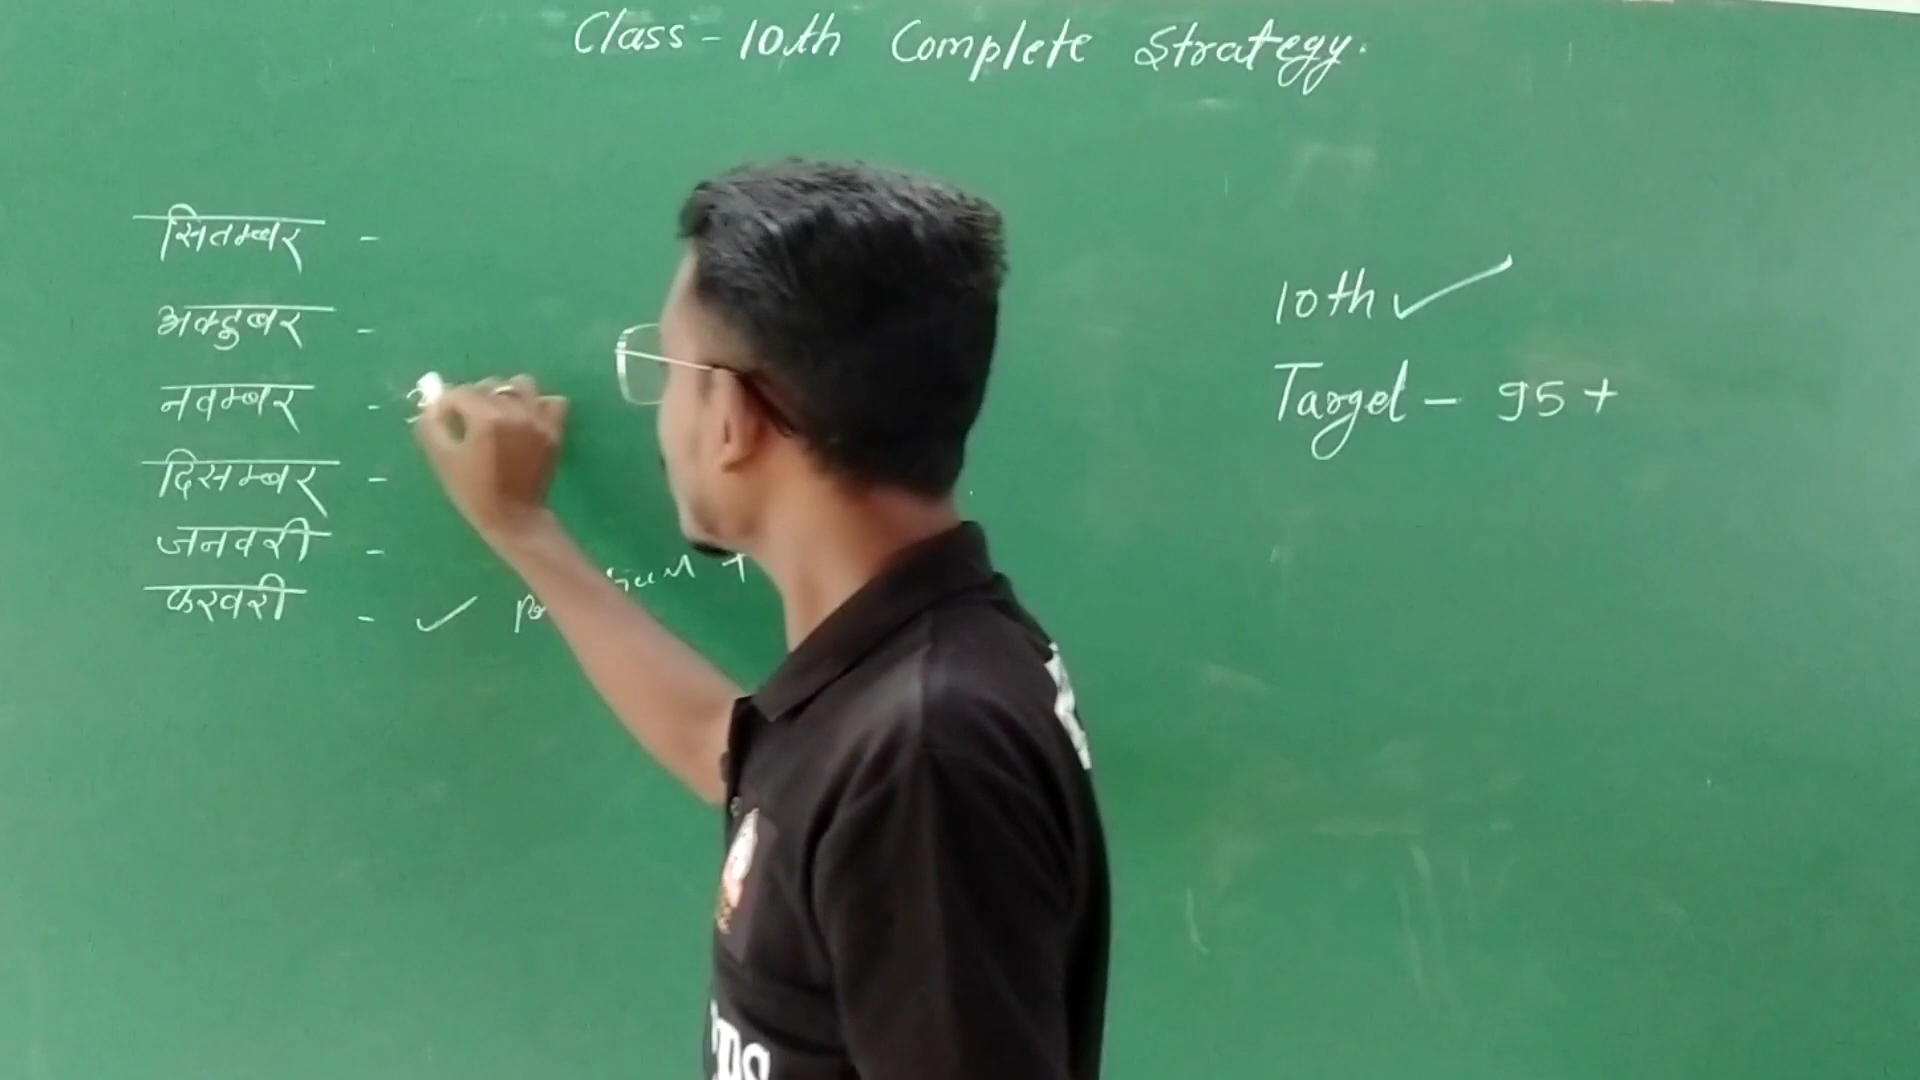 Class - 10th Complete Strategy.
सितम्बर -
अक्टुबर -
नवम्बर -
दिसम्बर -
जनवरी -
फरवरी - ✓
10th ✓
Target - 95 +